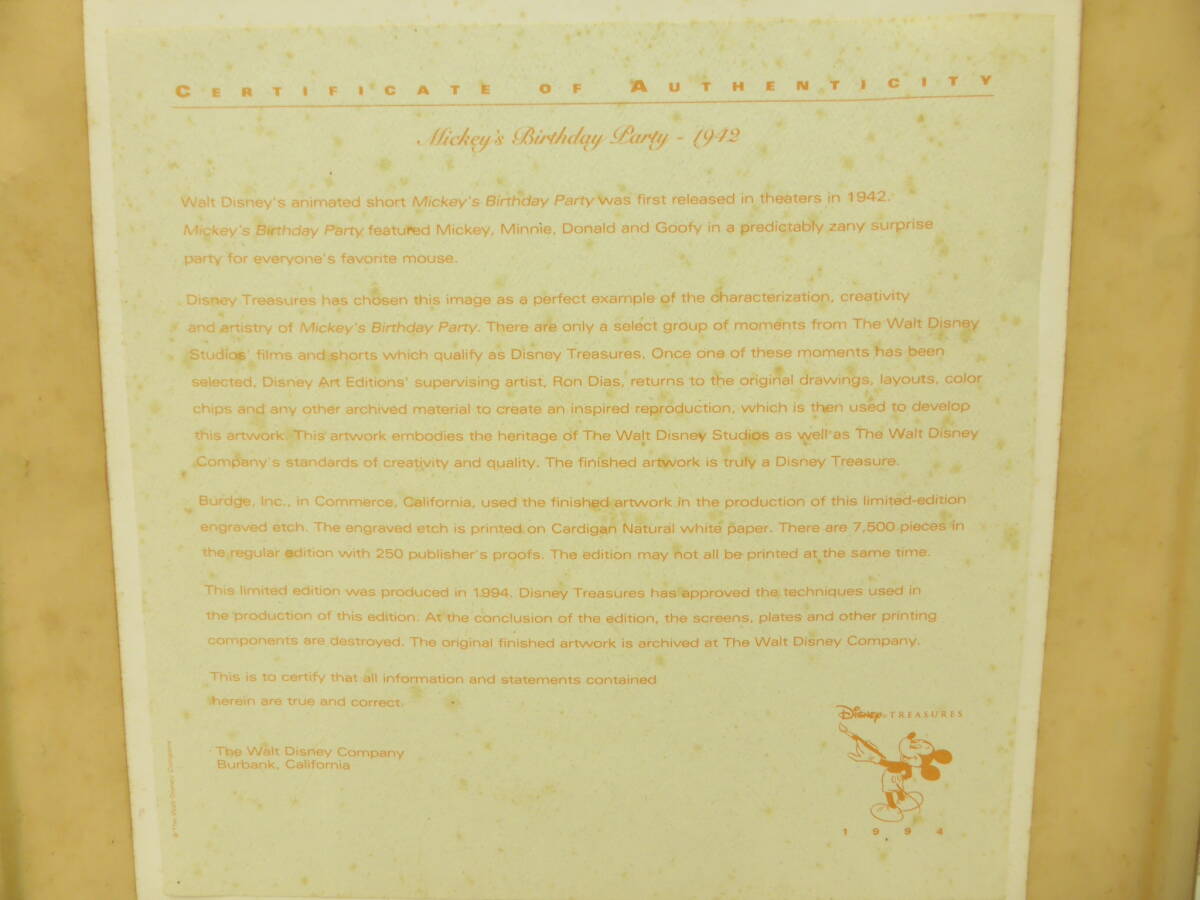 CERTIFICATE OF AUTHENTICITY
Mickey's Birthday Party - 1942
Walt Disney's animated short Mickey's Birthday Party was first released in theaters in 1942.
Mickey's Birthday Party featured Mickey, Minnie, Donald and Goofy in a predictably zany surprise
party for everyone's favorite mouse.
Disney Treasures has chosen this image as a perfect example of the characterization, creativity
and artistry of Mickey's Birthday Party. There are only a select group of moments from The Walt Disney
Studios' films and shorts which qualify as Disney Treasures. Once one of these moments has been
selected, Disney Art Editions' supervising artist, Ron Dias, returns to the original drawings, layouts, color
chips and any other archived material to create an inspired reproduction, which is then used to develop
this artwork. This artwork embodies the heritage of The Walt Disney Studios as well as The Walt Disney
Company's standards of creativity and quality. The finished artwork is truly a Disney Treasure.
Burdge, Inc., in Commerce, California, used the finished artwork in the production of this limited-edition
engraved etch. The engraved etch is printed on Cardigan Natural white paper. There are 7,500 pieces in
the regular edition with 250 publisher's proofs. The edition may not all be printed at the same time.
This limited edition was produced in 1994. Disney Treasures has approved the techniques used in
the production of this edition. At the conclusion of the edition, the screens, plates and other printing
components are destroyed. The original finished artwork is archived at The Walt Disney Company.
This is to certify that all information and statements contained
herein are true and correct.
The Walt Disney Company
Burbank, California
Disney TREASURES
1994
© The Walt Disney Company